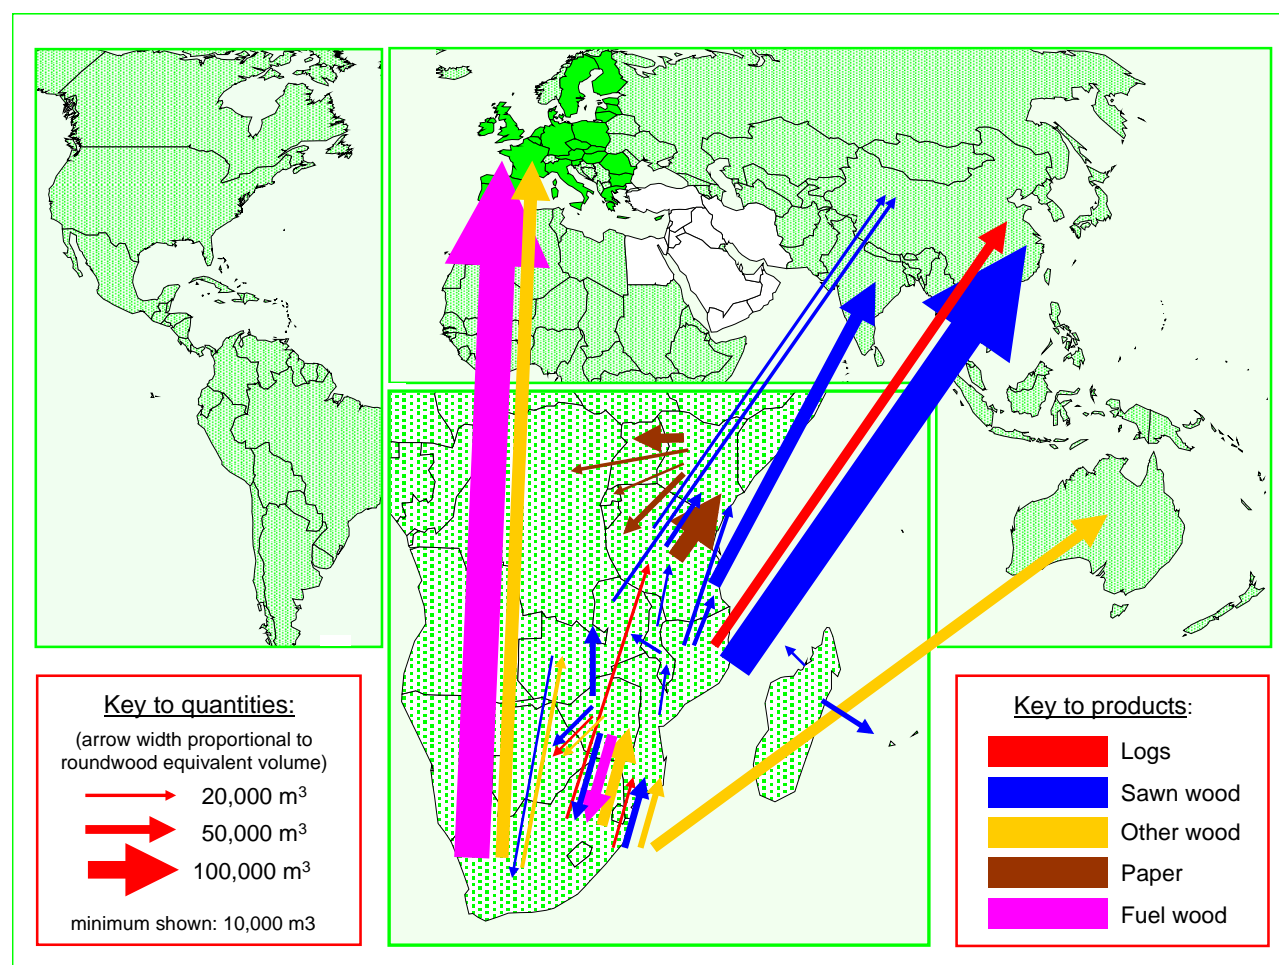 Key to quantities:
(arrow width proportional to
roundwood equivalent volume)
20,000 m³
50,000 m³
100,000 m³
minimum shown: 10,000 m3
Key to products:
Logs
Sawn wood
Other wood
Paper
Fuel wood